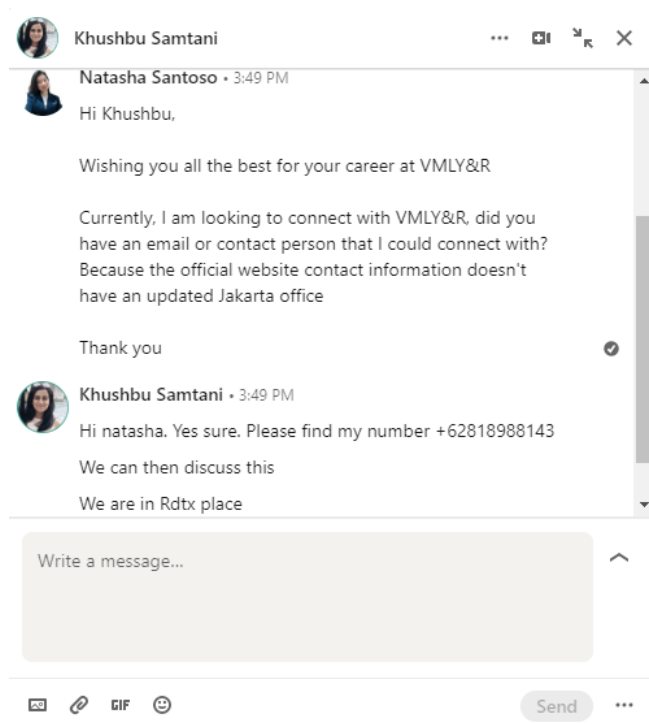 Khushbu Samtani
Natasha Santoso • 3:49 PM
Hi Khushbu,
Wishing you all the best for your career at VMLY&R
Currently, I am looking to connect with VMLY&R, did you
have an email or contact person that I could connect with?
Because the official website contact information doesn't
have an updated Jakarta office
Thank you
Khushbu Samtani • 3:49 PM
Hi natasha. Yes sure. Please find my number +62818988143
We can then discuss this
We are in Rdtx place
Write a message...
GIF
Send